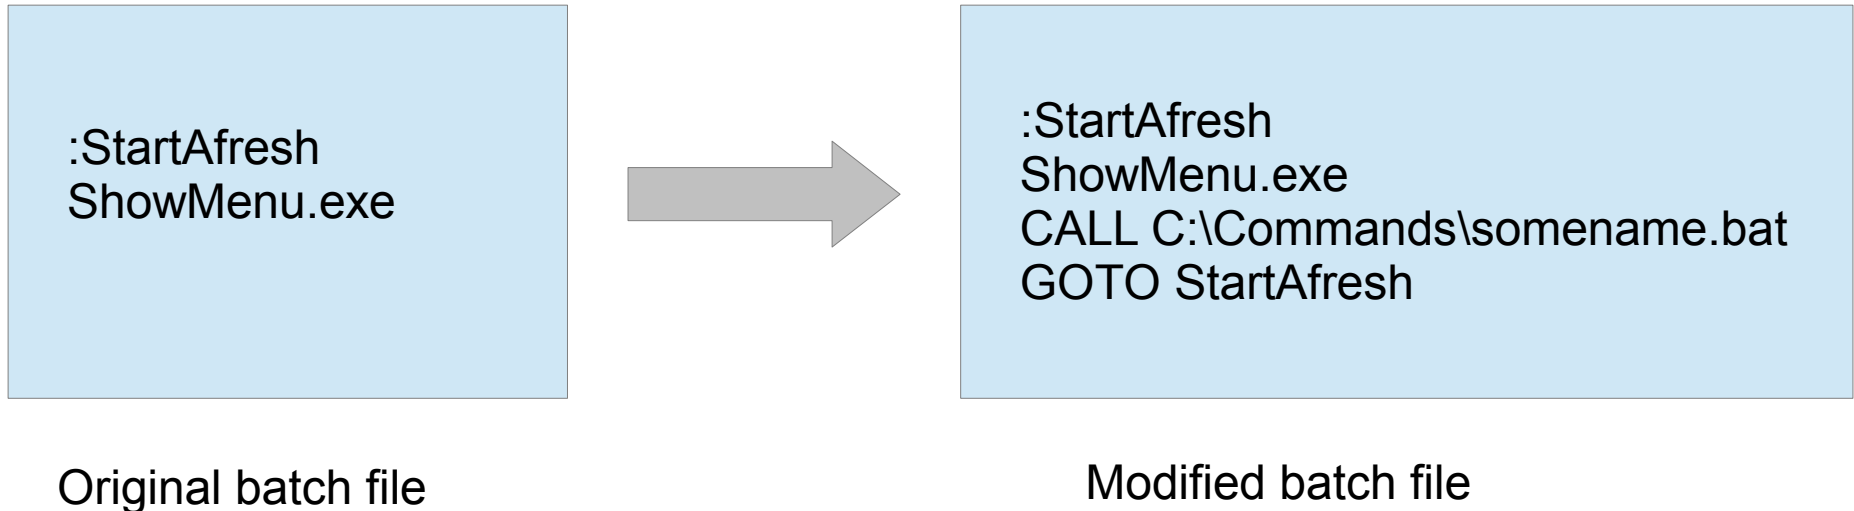 :StartAfresh
ShowMenu.exe
Original batch file
:StartAfresh
ShowMenu.exe
CALL C:\Commands\somename.bat
GOTO StartAfresh
Modified batch file